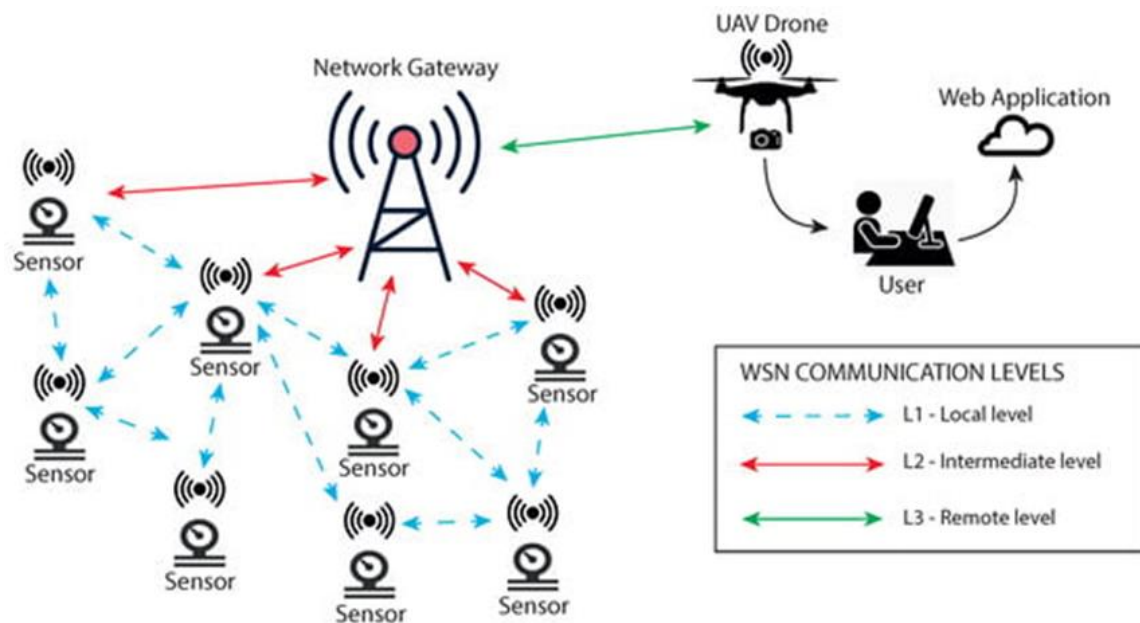 UAV Drone
Network Gateway
Web Application
Sensor
User
Sensor
Sensor
Sensor
Sensor
Sensor
Sensor
Sensor
Sensor
WSN COMMUNICATION LEVELS
L1 - Local level
L2 - Intermediate level
L3 - Remote level